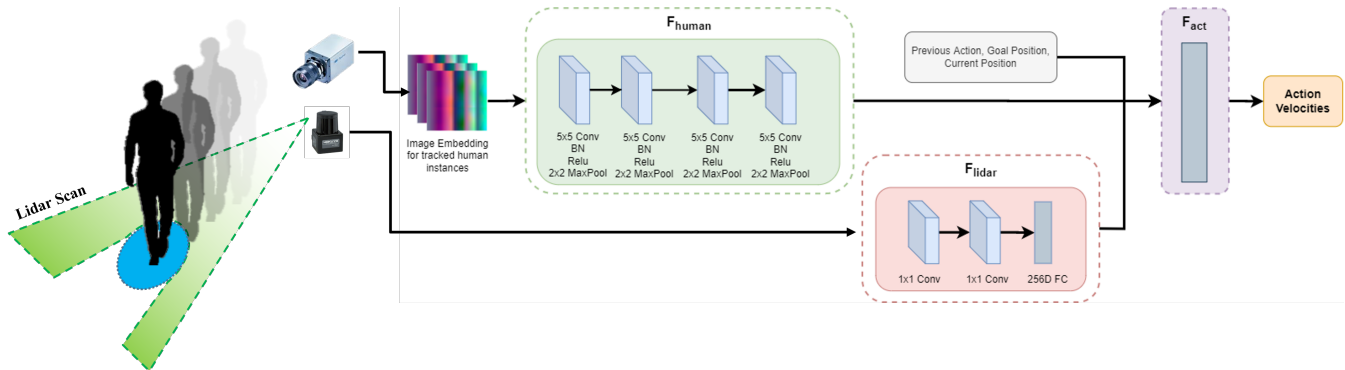 Lidar Scan
Image Embedding
for tracked human
instances
F_human
5x5 Conv
BN
Relu
2x2 MaxPool
5x5 Conv
BN
Relu
2x2 MaxPool
5x5 Conv
BN
Relu
2x2 MaxPool
5x5 Conv
BN
Relu
2x2 MaxPool
Previous Action, Goal Position,
Current Position
F_lidar
1x1 Conv
1x1 Conv
256D FC
F_act
Action
Velocities